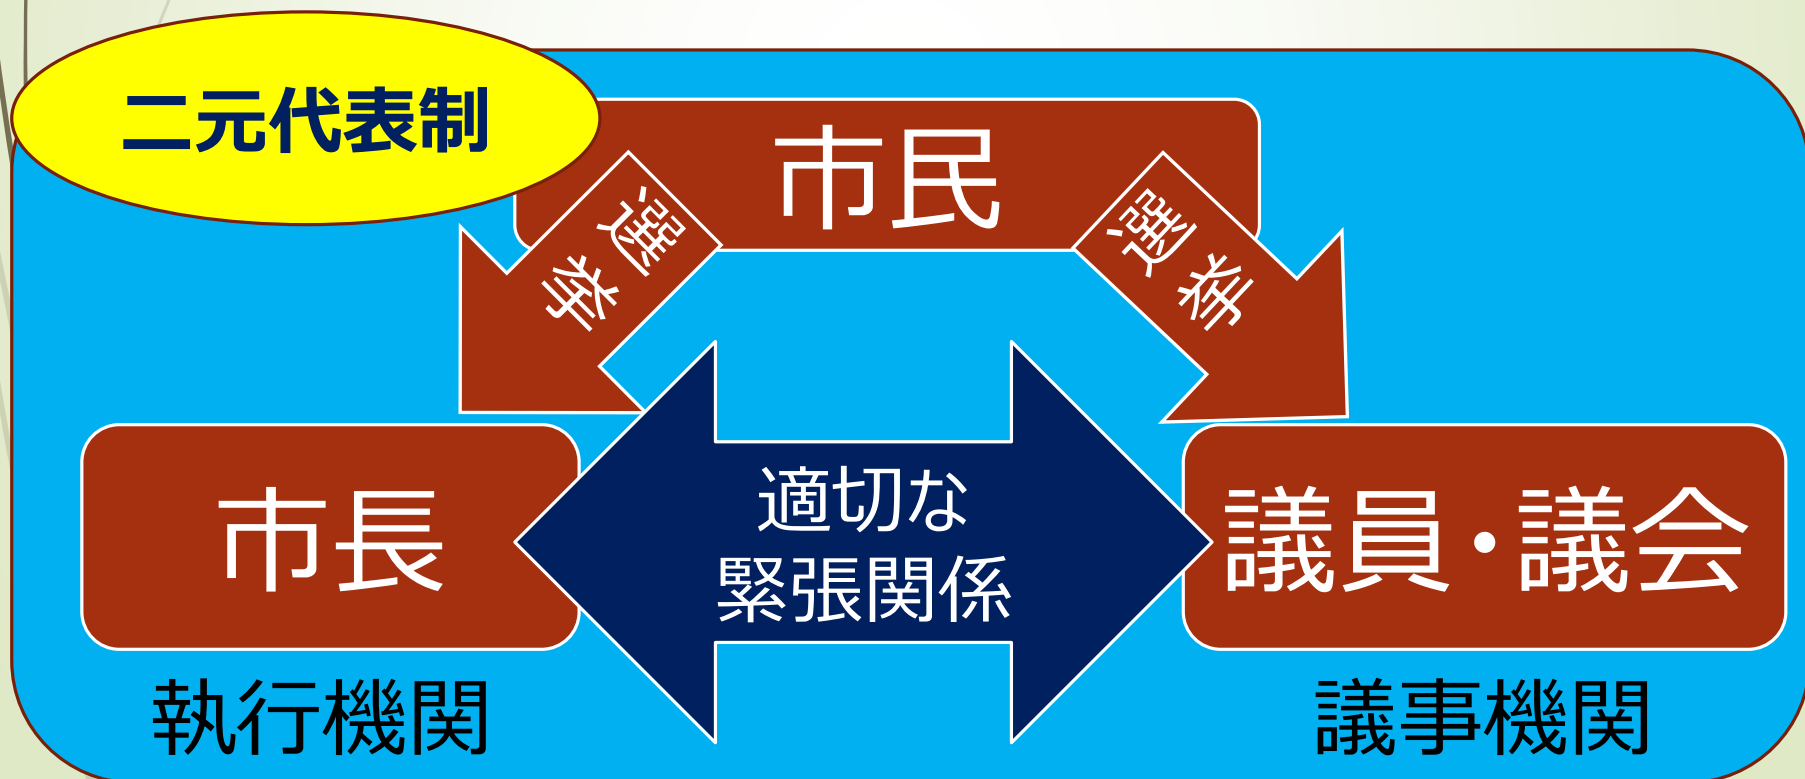 二元代表制
市民
選挙
選挙
市長
適切な
緊張関係
議員・議会
執行機関
議事機関